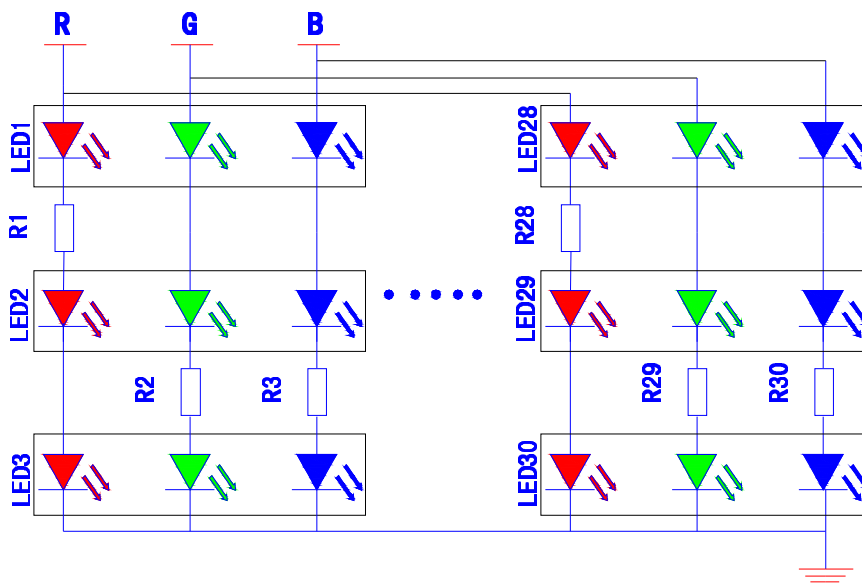 R G B
LED1
LED28
R1
R28
LED2
LED29
R2
R3
R29
R30
LED3
LED30